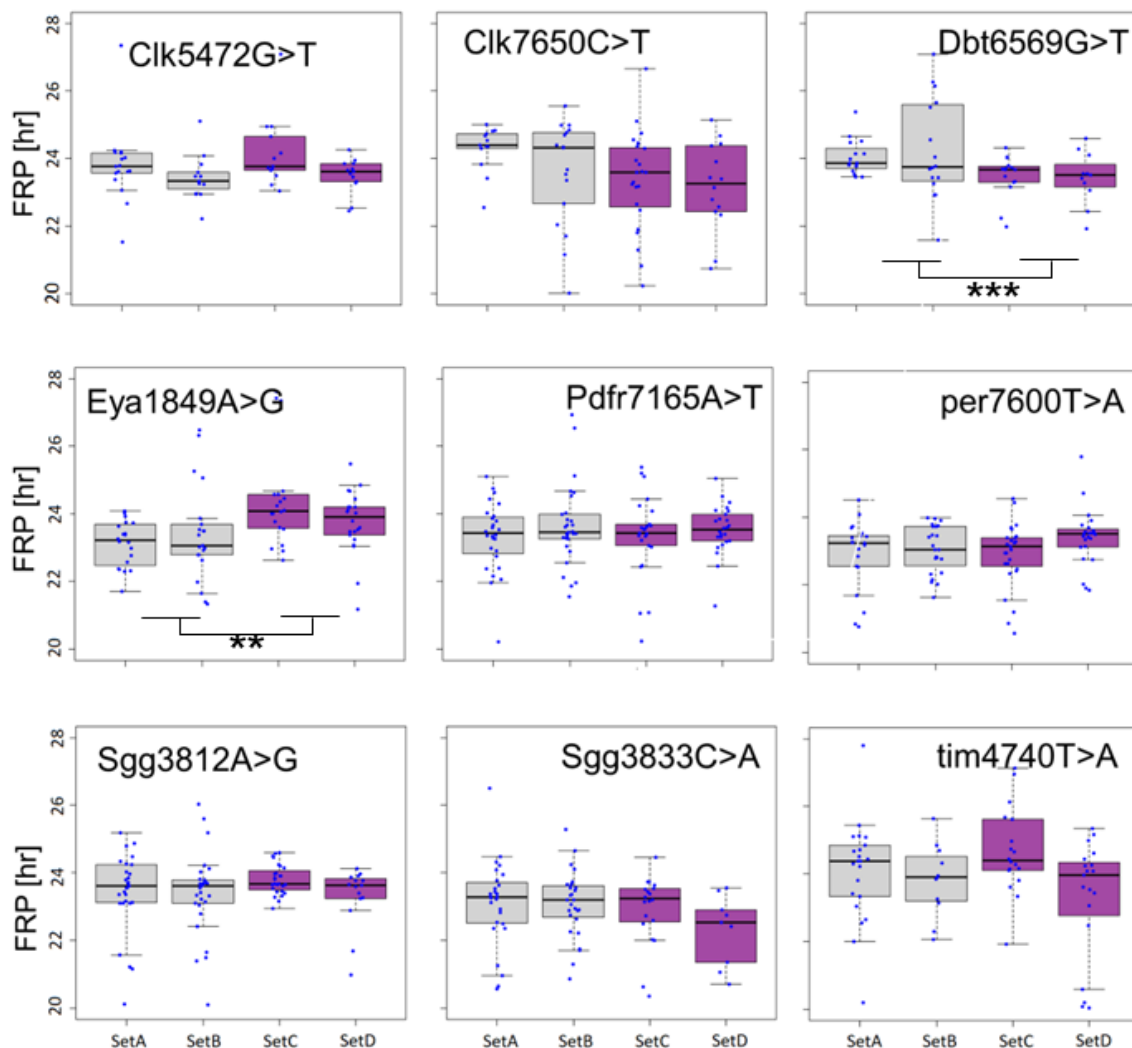 28
26
24
22
20
FRP [hr]
Clk5472G>T
Clk7650C>T
Dbt6569G>T
***
28
26
24
22
20
FRP [hr]
Eya1849A>G
**
Pdfr7165A>T
per7600T>A
28
26
24
22
20
FRP [hr]
Sgg3812A>G
Sgg3833C>A
tim4740T>A
SetA SetB SetC SetD
SetA SetB SetC SetD
SetA SetB SetC SetD